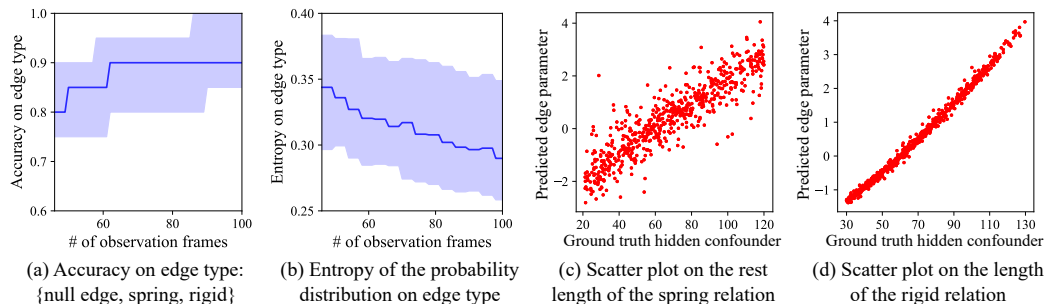 1.0
0.9
0.8
0.7
0.6
Accuracy on edge type
60
80
100
# of observation frames
(a) Accuracy on edge type:
{null edge, spring, rigid}
0.40
0.35
0.30
0.25
Entropy on edge type
60
80
100
# of observation frames
(b) Entropy of the probability
distribution on edge type
4
2
0
−2
Predicted edge parameter
20 40 60 80 100 120
Ground truth hidden confounder
(c) Scatter plot on the rest
length of the spring relation
4
3
2
1
0
−1
Predicted edge parameter
30 50 70 90 110 130
Ground truth hidden confounder
(d) Scatter plot on the length
of the rigid relation